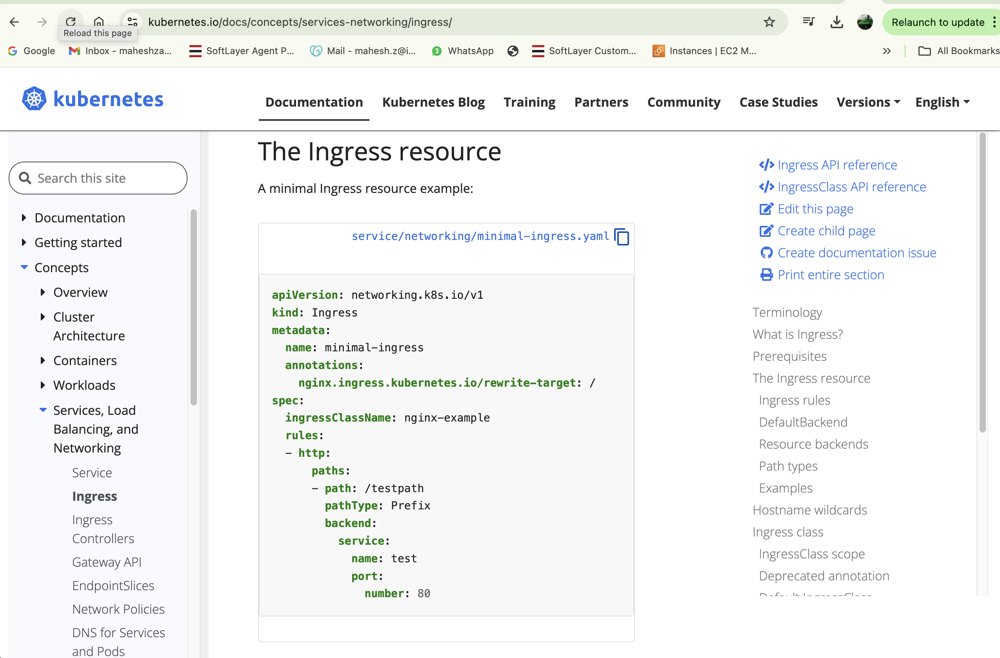 kubernetes.io/docs/concepts/services-networking/ingress/
Relaunch to update
Reload this page
Google
Inbox - maheshza...
SoftLayer Agent P...
Mail - mahesh.z@i...
3
WhatsApp
SoftLayer Custom...
Instances | EC2 M...
All Bookmarks
kubernetes
Documentation
Kubernetes Blog
Training
Partners
Community
Case Studies
Versions
English
Search this site
Documentation
Getting started
Concepts
Overview
Cluster
Architecture
Containers
Workloads
Services, Load
Balancing, and
Networking
Service
Ingress
Ingress
Controllers
Gateway API
EndpointSlices
Network Policies
DNS for Services
and Pods
The Ingress resource
A minimal Ingress resource example:
service/networking/minimal-ingress.yaml
apiVersion: networking.k8s.io/v1
kind: Ingress
metadata:
  name: minimal-ingress
  annotations:
    nginx.ingress.kubernetes.io/rewrite-target: /
spec:
  ingressClassName: nginx-example
  rules:
  - http:
      paths:
      - path: /testpath
        pathType: Prefix
        backend:
          service:
            name: test
            port:
              number: 80
Ingress API reference
IngressClass API reference
Edit this page
Create child page
Create documentation issue
Print entire section
Terminology
What is Ingress?
Prerequisites
The Ingress resource
Ingress rules
DefaultBackend
Resource backends
Path types
Examples
Hostname wildcards
Ingress class
IngressClass scope
Deprecated annotation
Default IngressClass